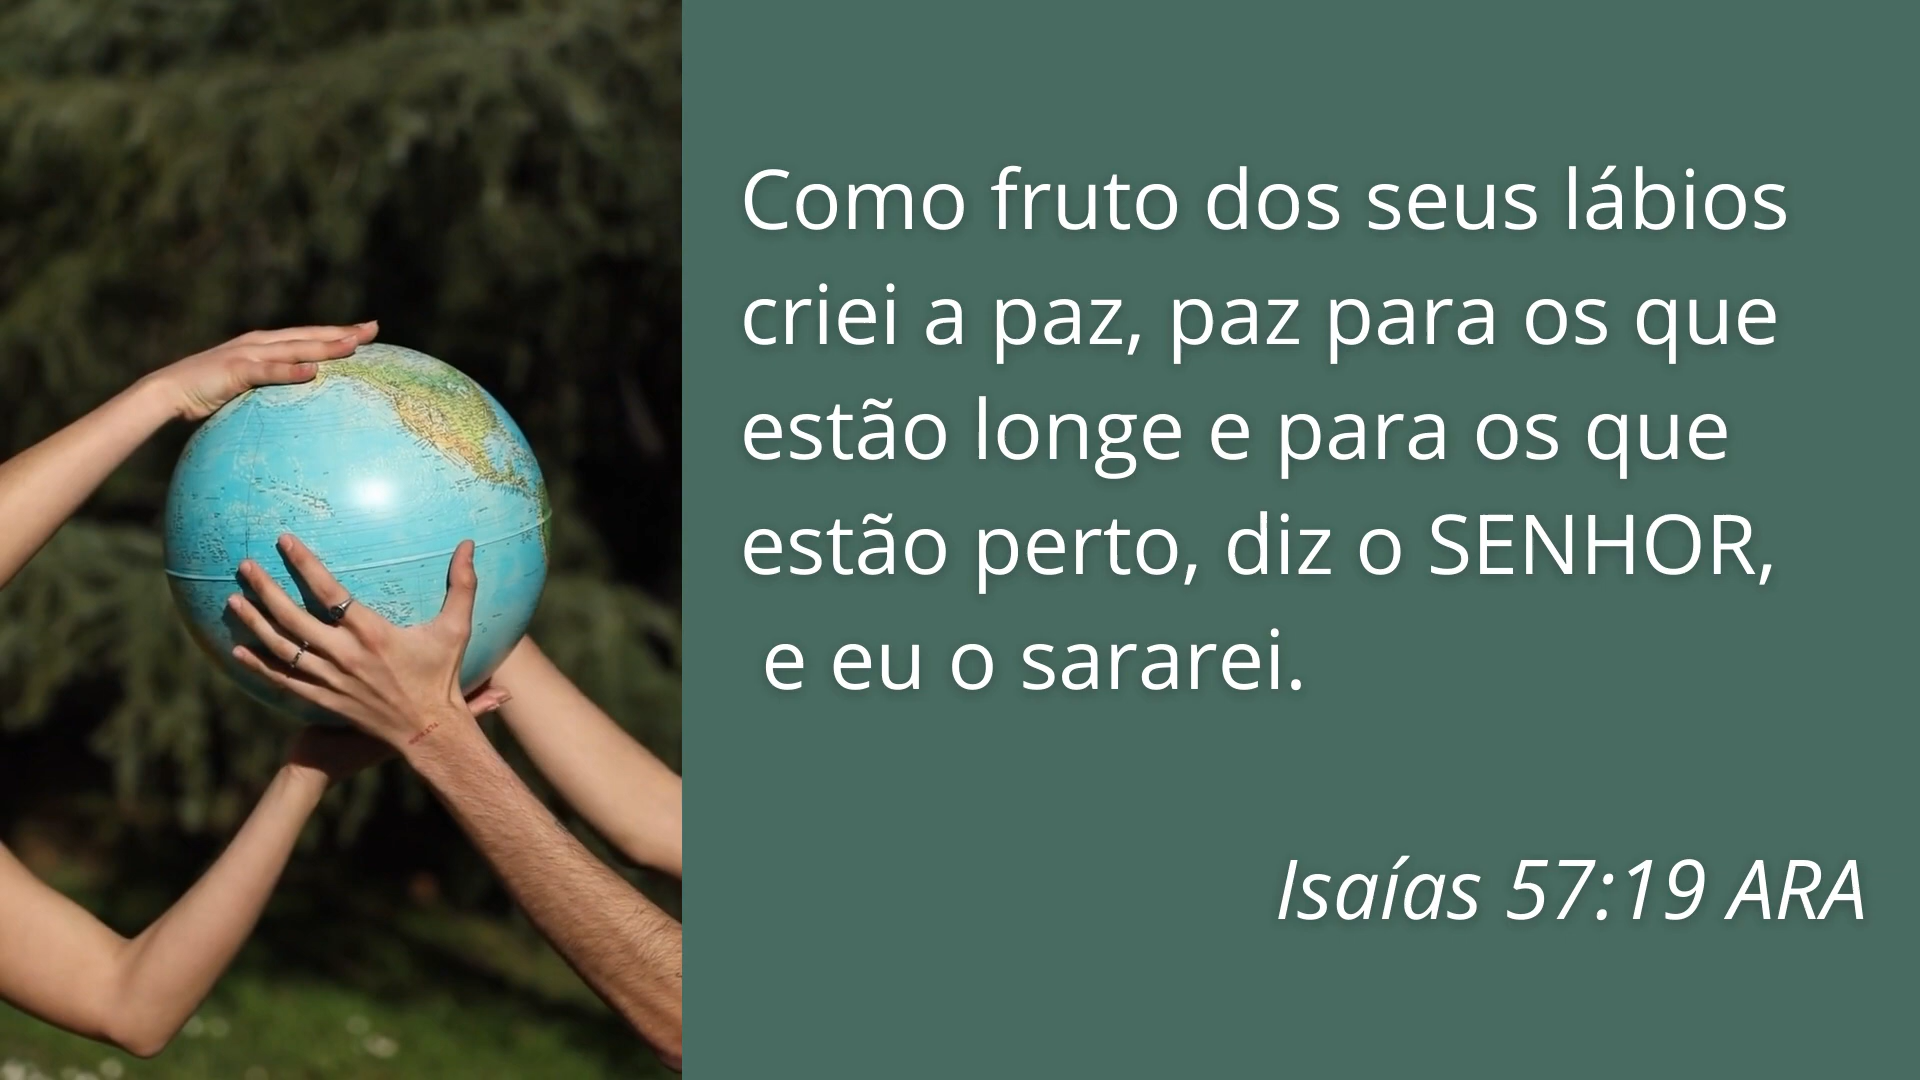 Como fruto dos seus lábios
criei a paz, paz para os que
estão longe e para os que
estão perto, diz o SENHOR,
e eu o sararei.
Isaías 57:19 ARA